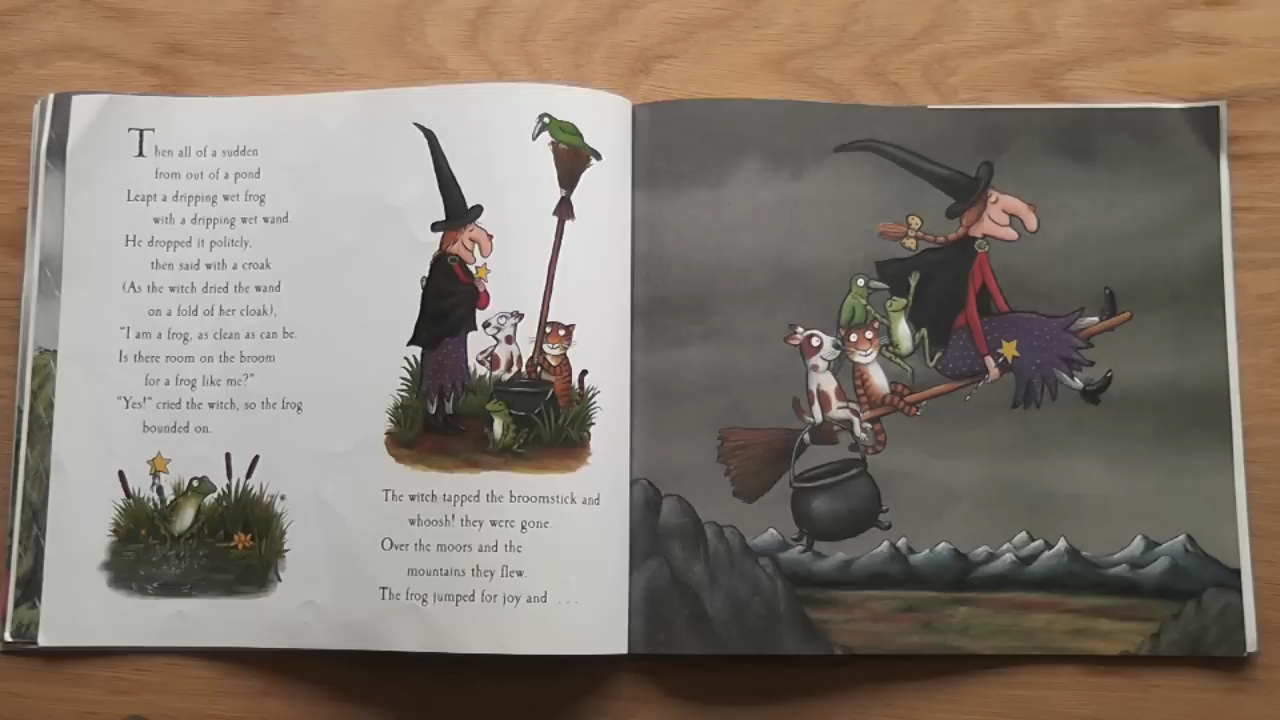 Then all of a sudden
from out of a pond
Leapt a dripping wet frog
with a dripping wet wand.
He dropped it politely,
then said with a croak
(As the witch dried the wand
on a fold of her cloak),
"I am a frog, as clean as can be.
Is there room on the broom
for a frog like me?"
"Yes!" cried the witch, so the frog
bounded on.
The witch tapped the broomstick and
whoosh! they were gone.
Over the moors and the
mountains they flew.
The frog jumped for joy and . . .